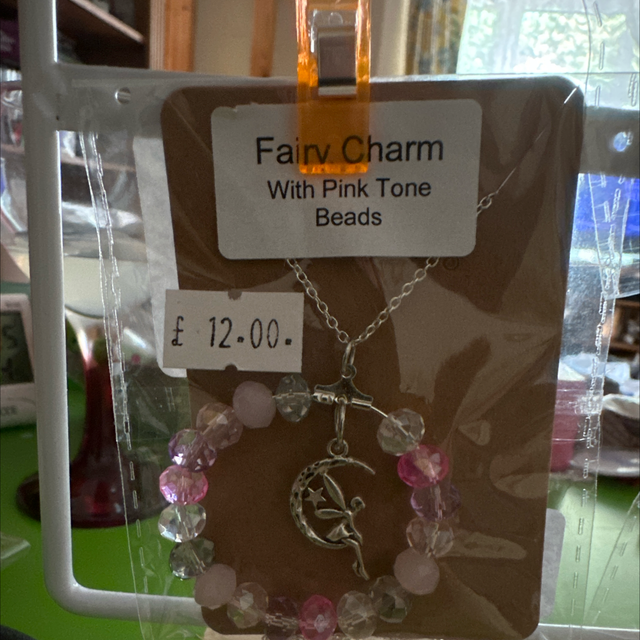 Fairy Charm
With Pink Tone
Beads
£ 12.00.